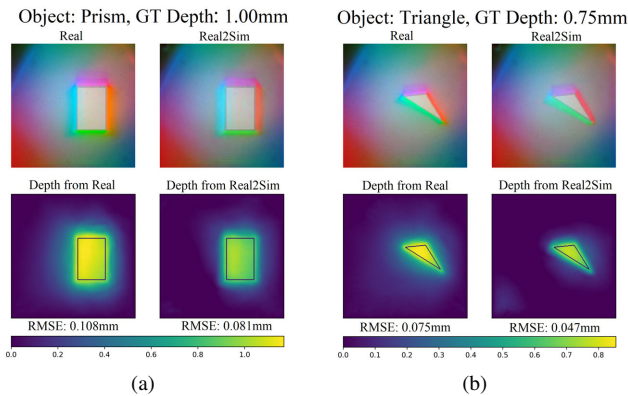 Object: Prism, GT Depth: 1.00mm
Real Real2Sim
Depth from Real Depth from Real2Sim
RMSE: 0.108mm RMSE: 0.081mm
0.0 0.2 0.4 0.6 0.8 1.0
(a)
Object: Triangle, GT Depth: 0.75mm
Real Real2Sim
Depth from Real Depth from Real2Sim
RMSE: 0.075mm RMSE: 0.047mm
0.0 0.1 0.2 0.3 0.4 0.5 0.6 0.7 0.8
(b)